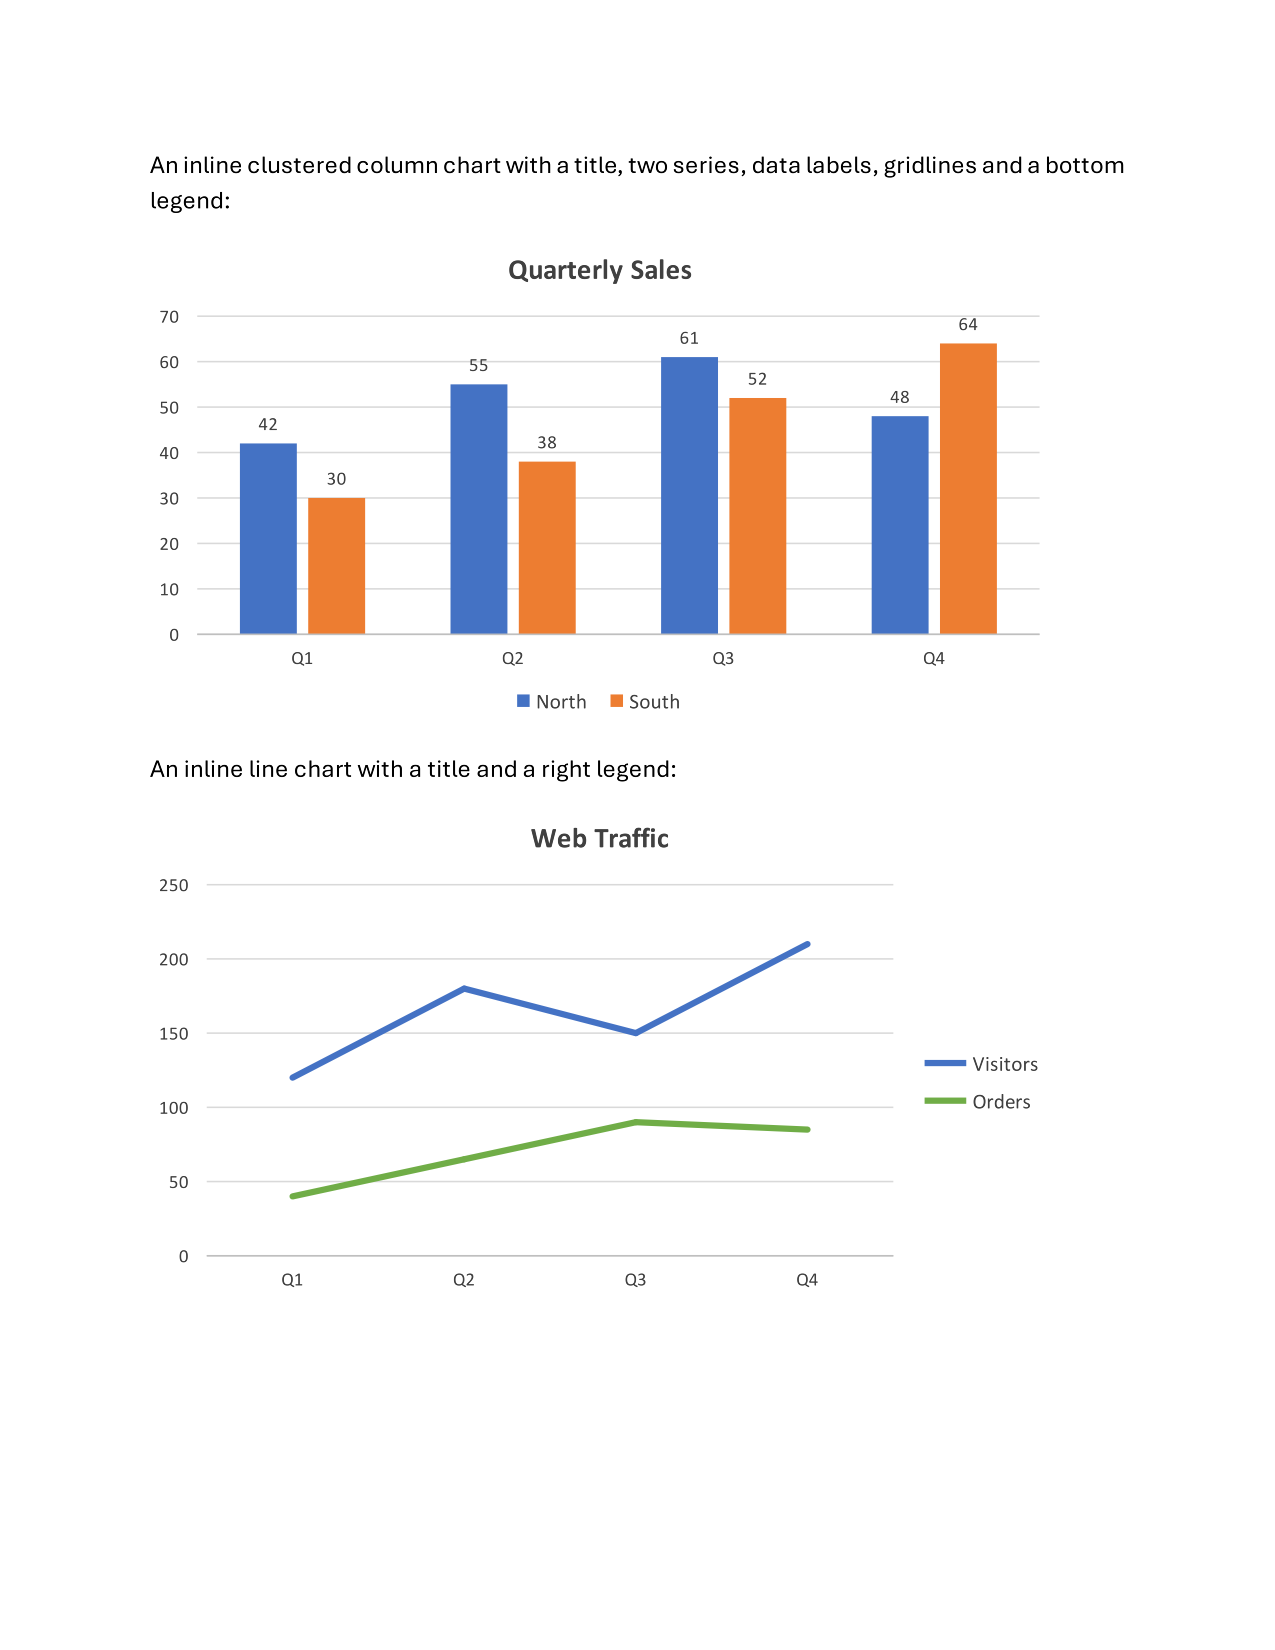 An inline clustered column chart with a title, two series, data labels, gridlines and a bottom
legend:
Quarterly Sales
70
60
50
40
30
20
10
0
42
30
55
38
61
52
48
64
Q1
Q2
Q3
Q4
North
South
An inline line chart with a title and a right legend:
Web Traffic
250
200
150
100
50
0
Q1
Q2
Q3
Q4
Visitors
Orders